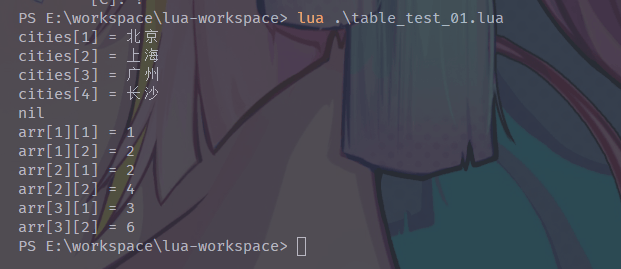 [C]: ?
PS E:\workspace\lua-workspace> lua .\table_test_01.lua
cities[1] = 北京
cities[2] = 上海
cities[3] = 广州
cities[4] = 长沙
nil
arr[1][1] = 1
arr[1][2] = 2
arr[2][1] = 2
arr[2][2] = 4
arr[3][1] = 3
arr[3][2] = 6
PS E:\workspace\lua-workspace>